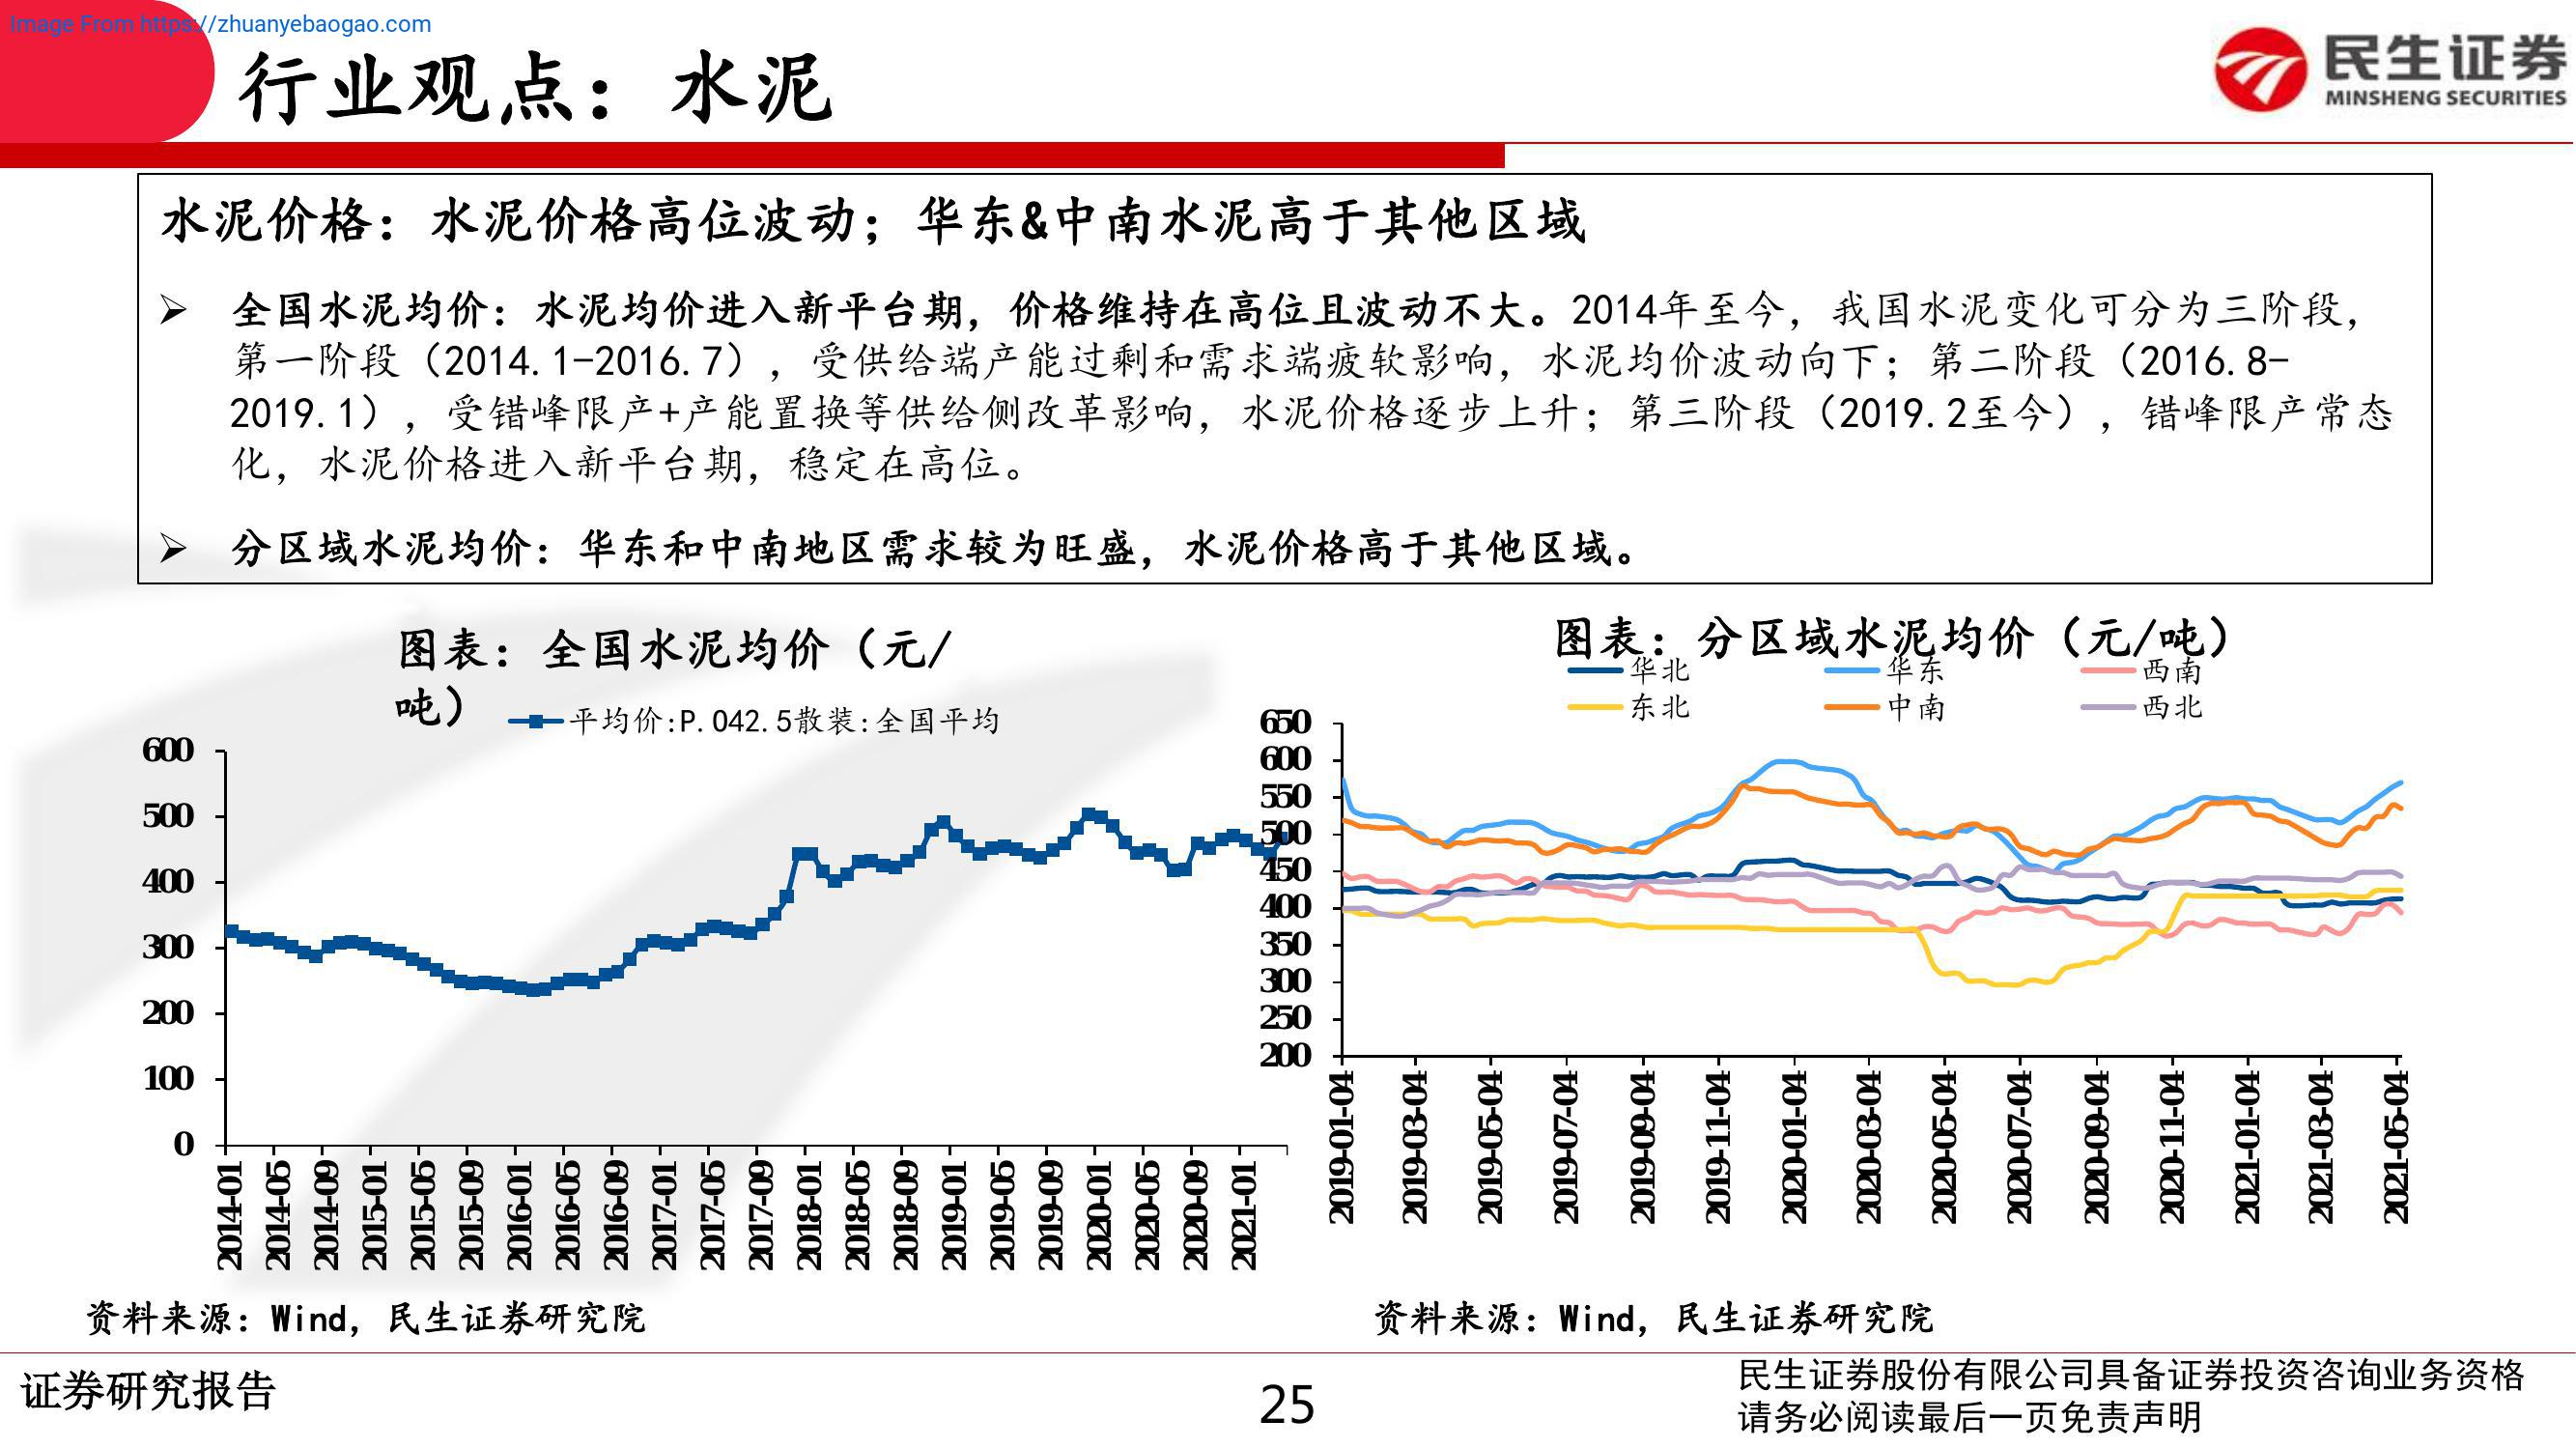 Image From https://zhuanyebaogao.com
行业观点：水泥
民生证券
MINSHENG SECURITIES
水泥价格：水泥价格高位波动；华东&中南水泥高于其他区域
➢ 全国水泥均价：水泥均价进入新平台期，价格维持在高位且波动不大。2014年至今，我国水泥变化可分为三阶段，
第一阶段（2014.1-2016.7），受供给端产能过剩和需求端疲软影响，水泥均价波动向下；第二阶段（2016.8-
2019.1），受错峰限产+产能置换等供给侧改革影响，水泥价格逐步上升；第三阶段（2019.2至今），错峰限产常态
化，水泥价格进入新平台期，稳定在高位。
➢ 分区域水泥均价：华东和中南地区需求较为旺盛，水泥价格高于其他区域。
图表：全国水泥均价（元/
吨）
平均价:P.042.5散装:全国平均
600
500
400
300
200
100
0
2014-01
2014-05
2014-09
2015-01
2015-05
2015-09
2016-01
2016-05
2016-09
2017-01
2017-05
2017-09
2018-01
2018-05
2018-09
2019-01
2019-05
2019-09
2020-01
2020-05
2020-09
2021-01
资料来源：Wind，民生证券研究院
图表：分区域水泥均价（元/吨）
华北 华东 西南
东北 中南 西北
650
600
550
500
450
400
350
300
250
200
2019-01-04
2019-03-04
2019-05-04
2019-07-04
2019-09-04
2019-11-04
2020-01-04
2020-03-04
2020-05-04
2020-07-04
2020-09-04
2020-11-04
2021-01-04
2021-03-04
2021-05-04
资料来源：Wind，民生证券研究院
证券研究报告
25
民生证券股份有限公司具备证券投资咨询业务资格
请务必阅读最后一页免责声明